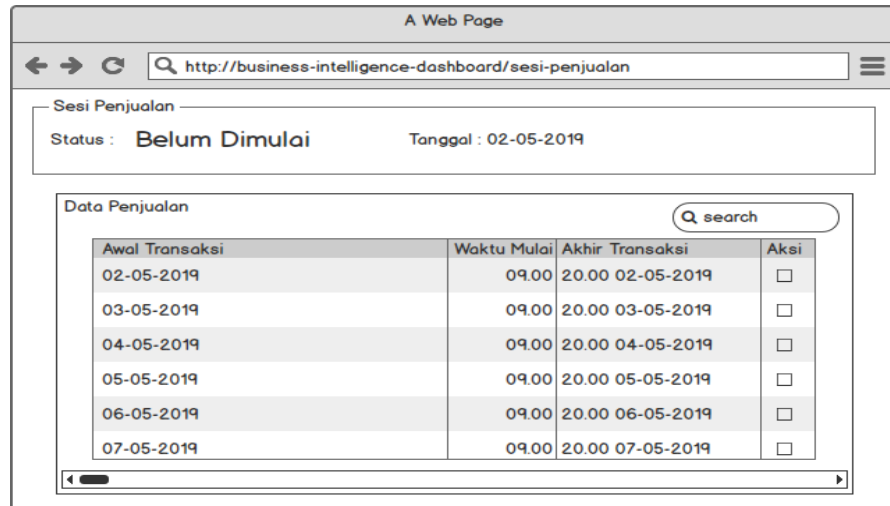 A Web Page
http://business-intelligence-dashboard/sesi-penjualan
Sesi Penjualan
Status : Belum Dimulai Tanggal : 02-05-2019
Data Penjualan
search
Awal Transaksi Waktu Mulai Akhir Transaksi Aksi
02-05-2019 09.00 20.00 02-05-2019
03-05-2019 09.00 20.00 03-05-2019
04-05-2019 09.00 20.00 04-05-2019
05-05-2019 09.00 20.00 05-05-2019
06-05-2019 09.00 20.00 06-05-2019
07-05-2019 09.00 20.00 07-05-2019